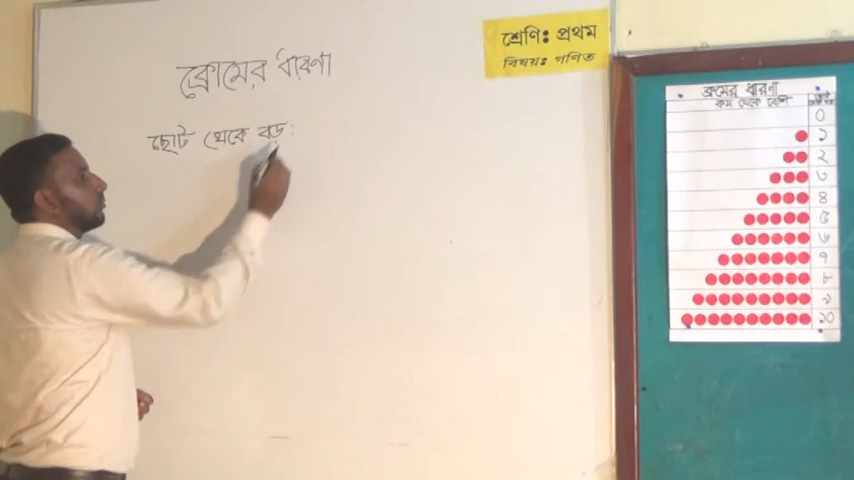 ক্রোমের ধারণা
ছোট থেকে বড়:
শ্রেণি: প্রথম
বিষয়: গণিত
ক্রমের ধারণা
কম থেকে বেশি
০
১
২
৩
৪
৫
৬
৭
৮
৯
১০